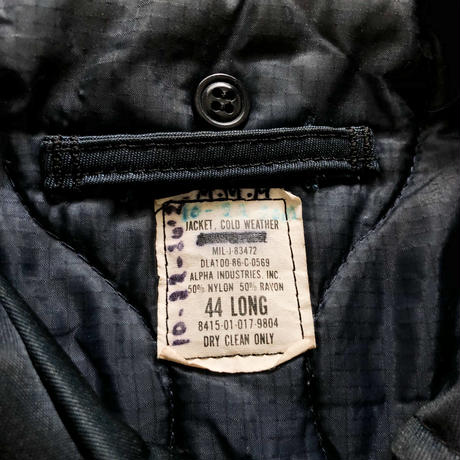 M.M.M
JACKET, COLD WEATHER
MIL-J-83472
DLA100-86-C-0569
ALPHA INDUSTRIES, INC
50% NYLON 50% RAYON
44 LONG
8415-01-017-9804
DRY CLEAN ONLY